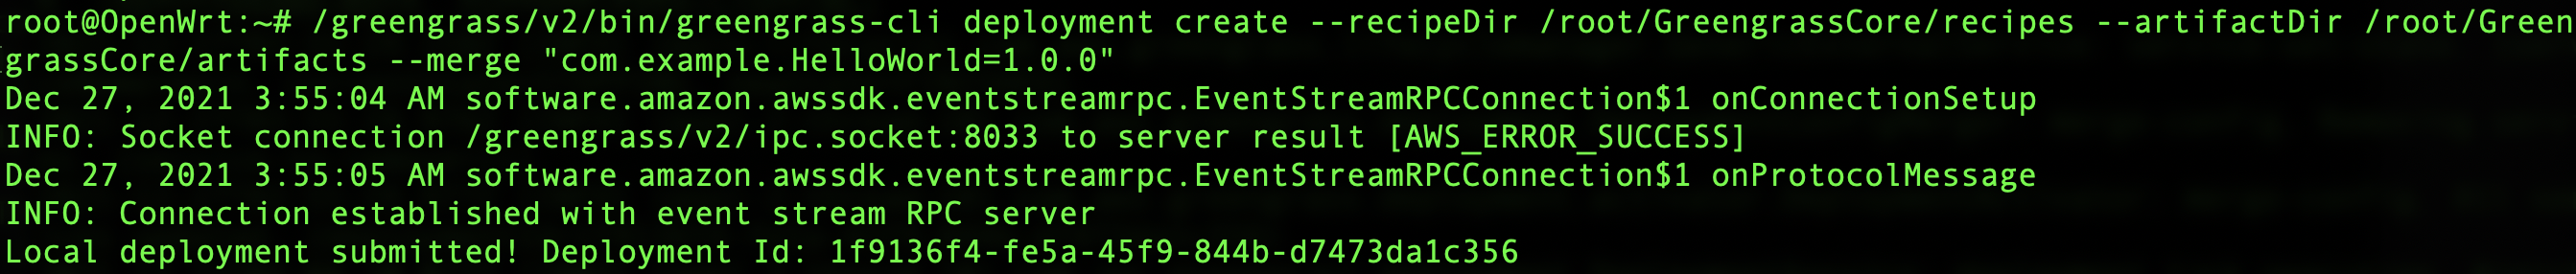 root@OpenWrt:~# /greengrass/v2/bin/greengrass-cli deployment create --recipeDir /root/GreengrassCore/recipes --artifactDir /root/Green
grassCore/artifacts --merge "com.example.HelloWorld=1.0.0"
Dec 27, 2021 3:55:04 AM software.amazon.awssdk.eventstreamrpc.EventStreamRPCConnection$1 onConnectionSetup
INFO: Socket connection /greengrass/v2/ipc.socket:8033 to server result [AWS_ERROR_SUCCESS]
Dec 27, 2021 3:55:05 AM software.amazon.awssdk.eventstreamrpc.EventStreamRPCConnection$1 onProtocolMessage
INFO: Connection established with event stream RPC server
Local deployment submitted! Deployment Id: 1f9136f4-fe5a-45f9-844b-d7473da1c356